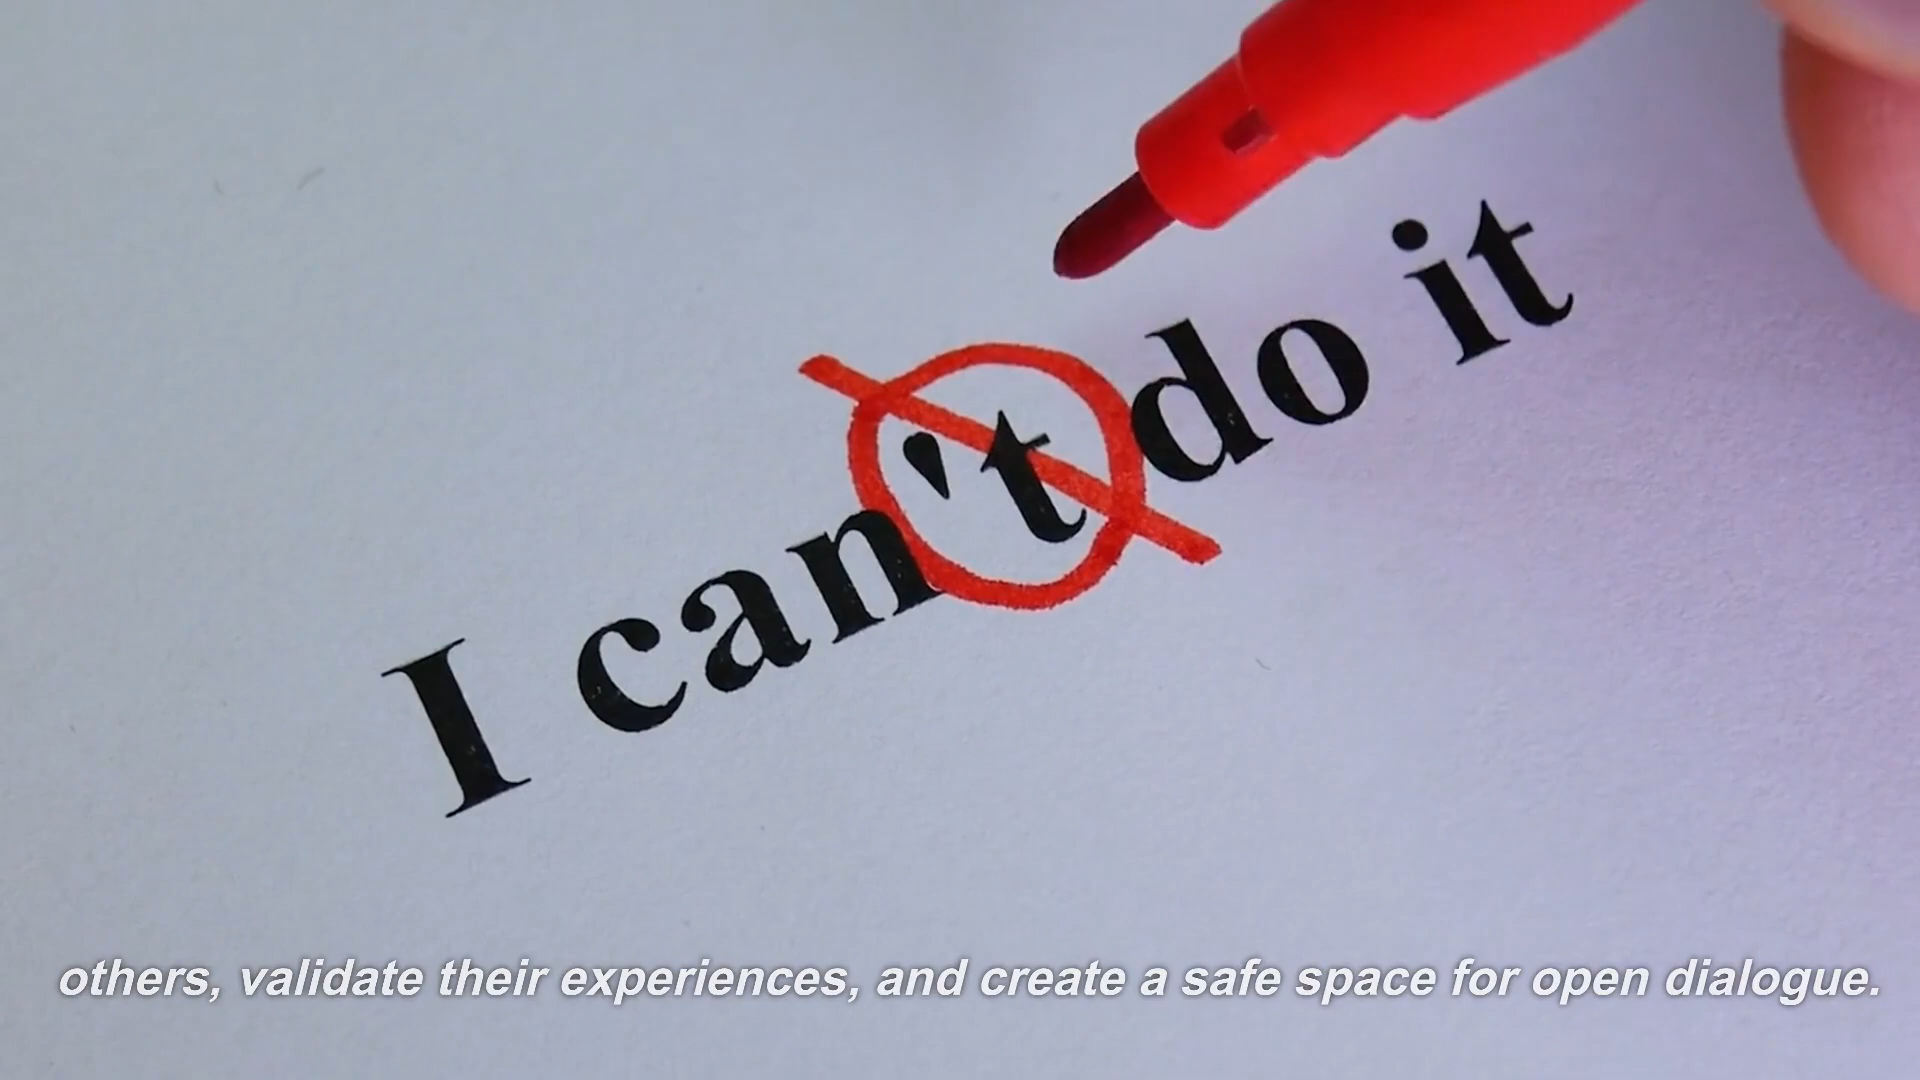 I can't do it
others, validate their experiences, and create a safe space for open dialogue.